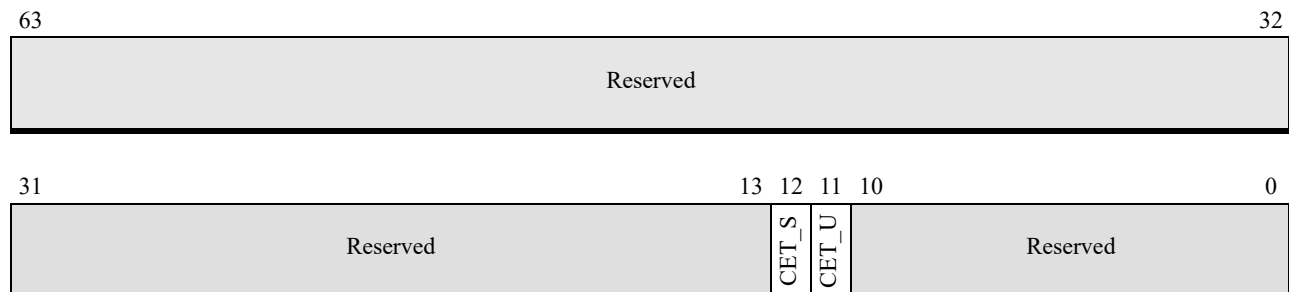 63 32
Reserved
31 13 12 11 10 0
Reserved CET_S CET_U Reserved